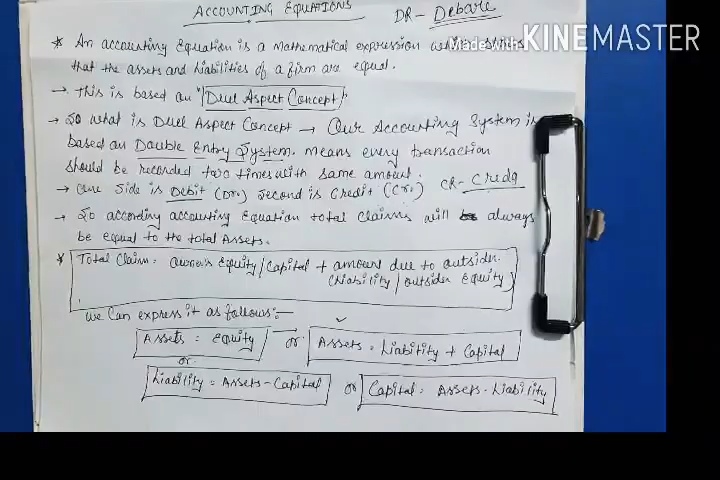 ACCOUNTING EQUATIONS DR- Debare
* An accounting Equation is a Mathematical expression which shows
Made with KINEMASTER
that the assets and liabilities of a firm are equal.
→ This is based on "Duel Aspect Concept"
→ So what is Duel Aspect Concept → Our Accounting System is
based on Double Entry System. Means every transaction
should be recorded two times with same amount.
→ One Side is Debit (Dr.) Second is Credit (Cr.) CR- Creda
→ So according accounting Equation total claims will always
be equal to the total Assets.
* Total Claim = Owner's Equity/Capital + amount due to outsider.
(Liability/outsider Equity)
We Can express it as follows:-
Assets = Equity or Assets = Liability + Capital
or
Liability = Assets - Capital or Capital = Assets - Liability